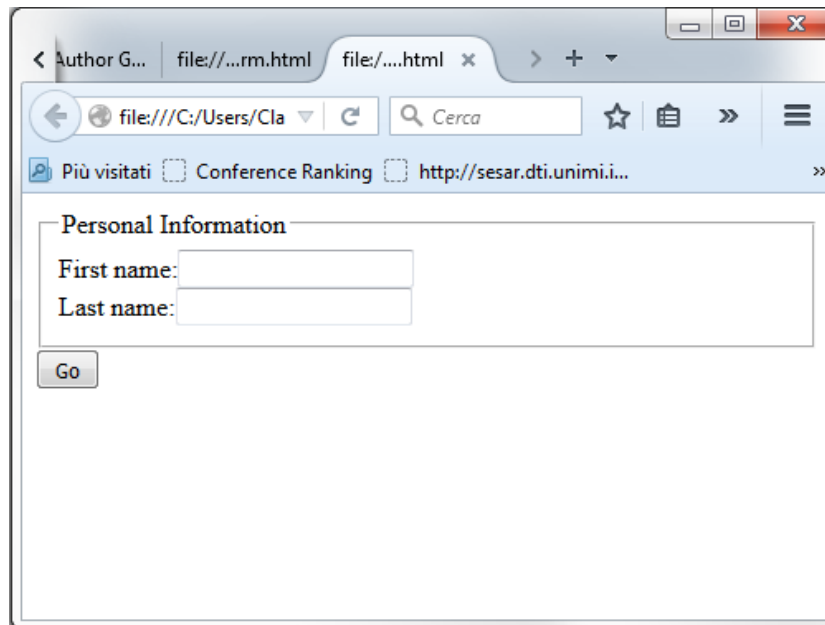 Author G... file://...rm.html file:/....html
file:///C:/Users/Cla Cerca
Più visitati Conference Ranking http://sesar.dti.unimi.i...
Personal Information
First name:
Last name:
Go